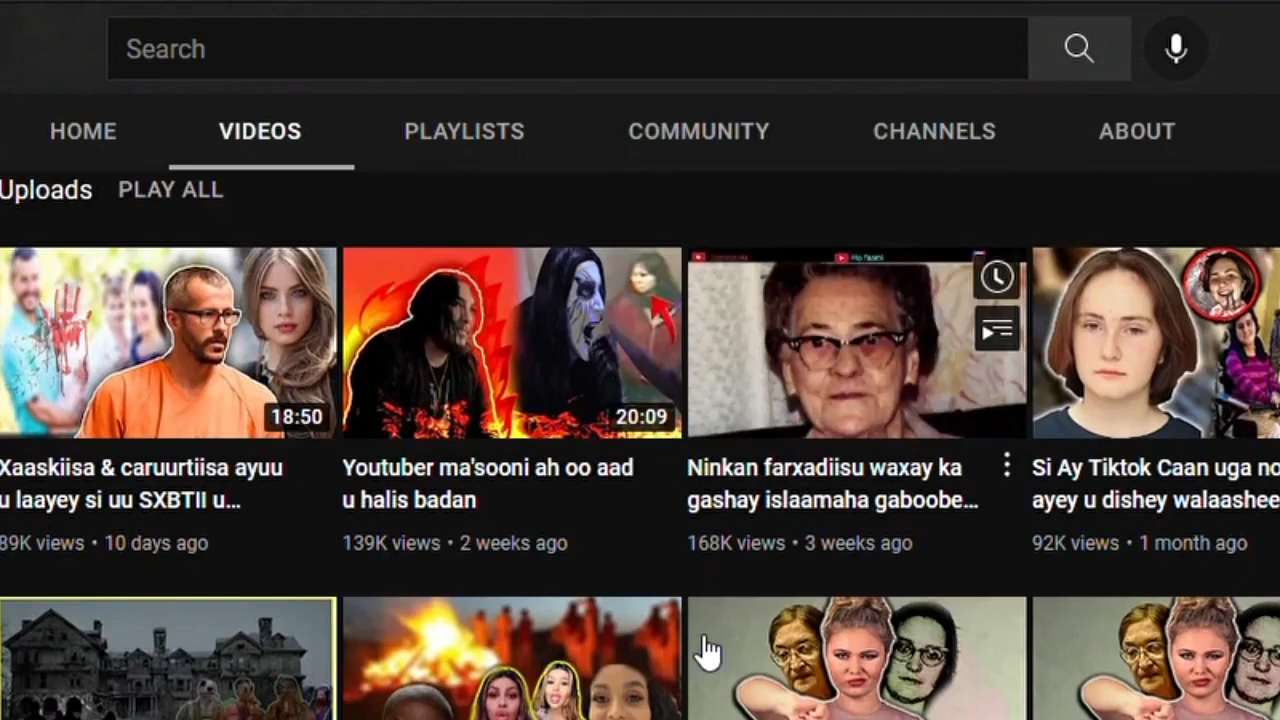 Search
HOME VIDEOS PLAYLISTS COMMUNITY CHANNELS ABOUT
Uploads PLAY ALL
18:50 20:09
Xaaskiisa & caruurtiisa ayuu
u laayey si uu SXBTII u...
89K views • 10 days ago
Youtuber ma'sooni ah oo aad
u halis badan
139K views • 2 weeks ago
Ninkan farxadiisu waxay ka
gashay islaamaha gaboobe...
168K views • 3 weeks ago
Si Ay Tiktok Caan uga no
ayey u dishey walaashee
92K views • 1 month ago